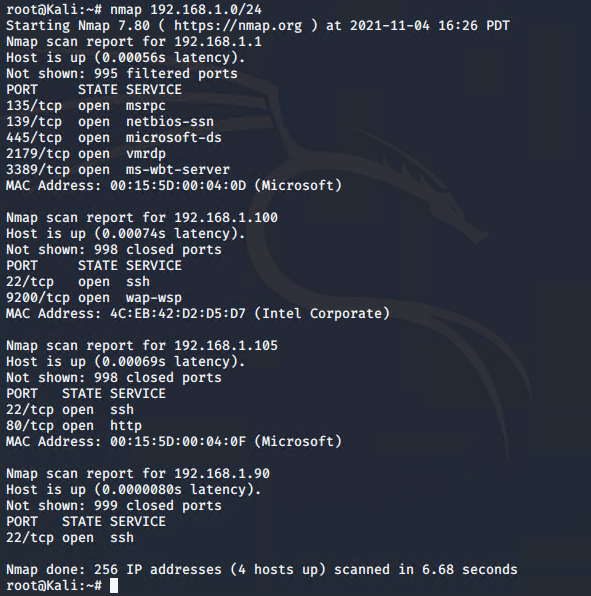 root@Kali:~# nmap 192.168.1.0/24
Starting Nmap 7.80 ( https://nmap.org ) at 2021-11-04 16:26 PDT
Nmap scan report for 192.168.1.1
Host is up (0.00056s latency).
Not shown: 995 filtered ports
PORT     STATE SERVICE
135/tcp  open  msrpc
139/tcp  open  netbios-ssn
445/tcp  open  microsoft-ds
2179/tcp open  vmrdp
3389/tcp open  ms-wbt-server
MAC Address: 00:15:5D:00:04:0D (Microsoft)

Nmap scan report for 192.168.1.100
Host is up (0.00074s latency).
Not shown: 998 closed ports
PORT     STATE SERVICE
22/tcp   open  ssh
9200/tcp open  wap-wsp
MAC Address: 4C:EB:42:D2:D5:D7 (Intel Corporate)

Nmap scan report for 192.168.1.105
Host is up (0.00069s latency).
Not shown: 998 closed ports
PORT   STATE SERVICE
22/tcp open  ssh
80/tcp open  http
MAC Address: 00:15:5D:00:04:0F (Microsoft)

Nmap scan report for 192.168.1.90
Host is up (0.0000080s latency).
Not shown: 999 closed ports
PORT   STATE SERVICE
22/tcp open  ssh

Nmap done: 256 IP addresses (4 hosts up) scanned in 6.68 seconds
root@Kali:~#